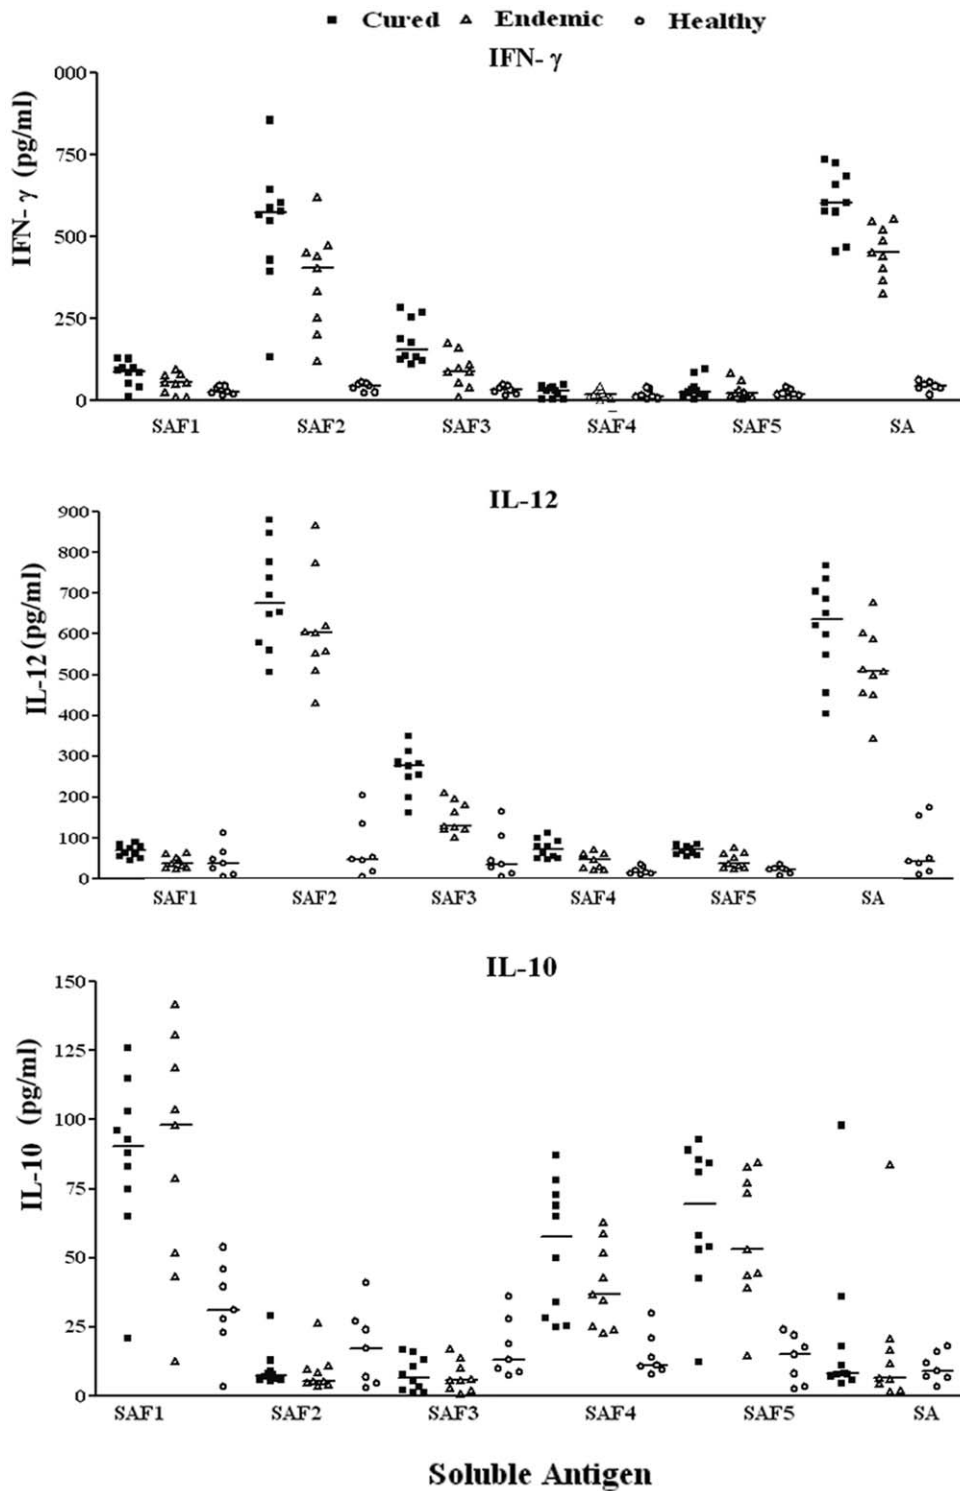 Cured Endemic Healthy
IFN- γ
000
750
500
250
0
IFN- γ (pg/ml)
SAF1 SAF2 SAF3 SAF4 SAF5 SA
IL-12
900
800
700
600
500
400
300
200
100
0
IL-12 (pg/ml)
SAF1 SAF2 SAF3 SAF4 SAF5 SA
IL-10
150
125
100
75
50
25
0
IL-10 (pg/ml)
SAF1 SAF2 SAF3 SAF4 SAF5 SA
Soluble Antigen